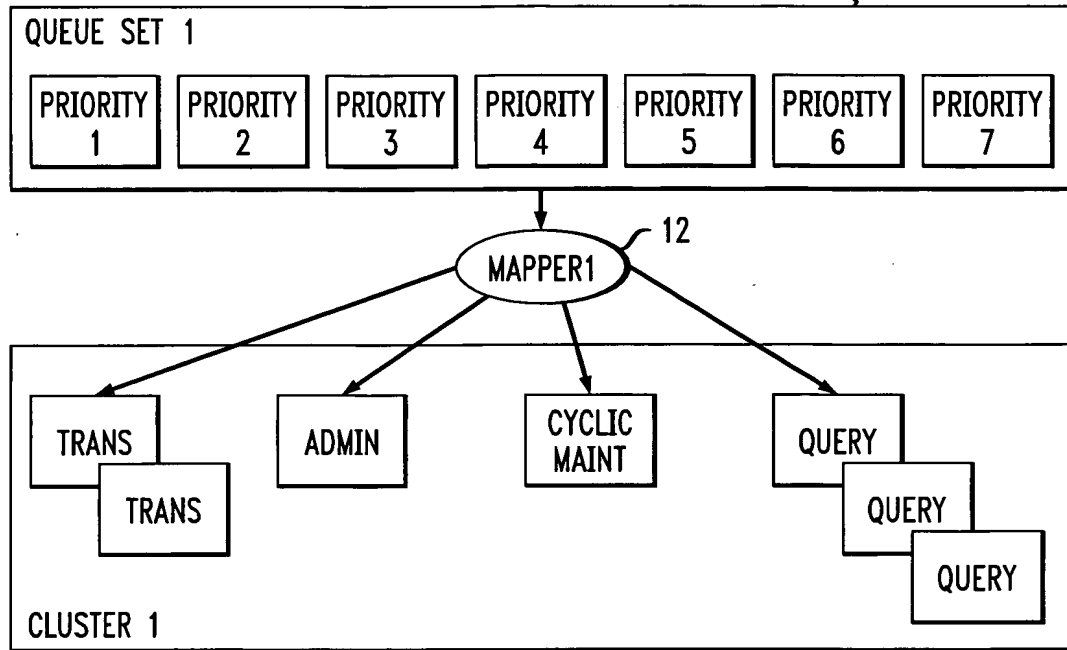 QUEUE SET 1
PRIORITY 1
PRIORITY 2
PRIORITY 3
PRIORITY 4
PRIORITY 5
PRIORITY 6
PRIORITY 7
12
MAPPER1
TRANS
TRANS
ADMIN
CYCLIC
MAINT
QUERY
QUERY
QUERY
CLUSTER 1